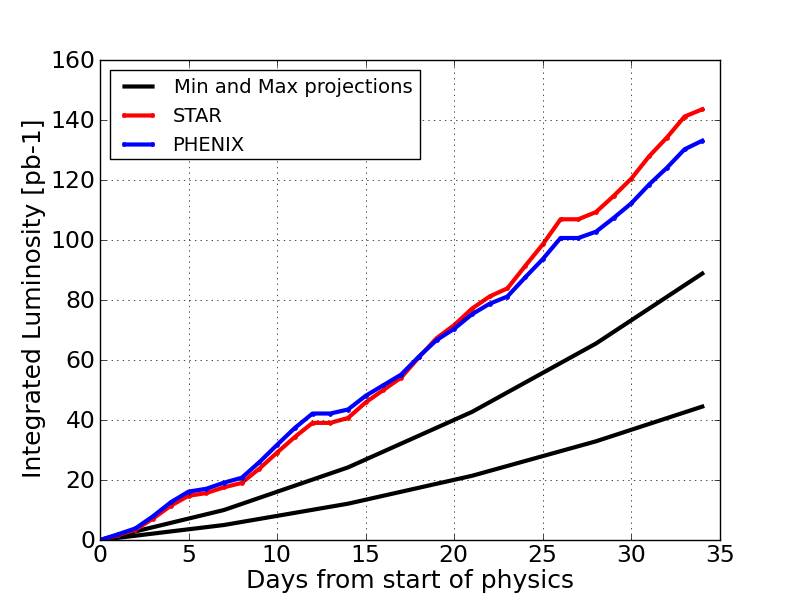 160
140
120
100
80
60
40
20
0
Integrated Luminosity [pb-1]
Min and Max projections
STAR
PHENIX
0 5 10 15 20 25 30 35
Days from start of physics